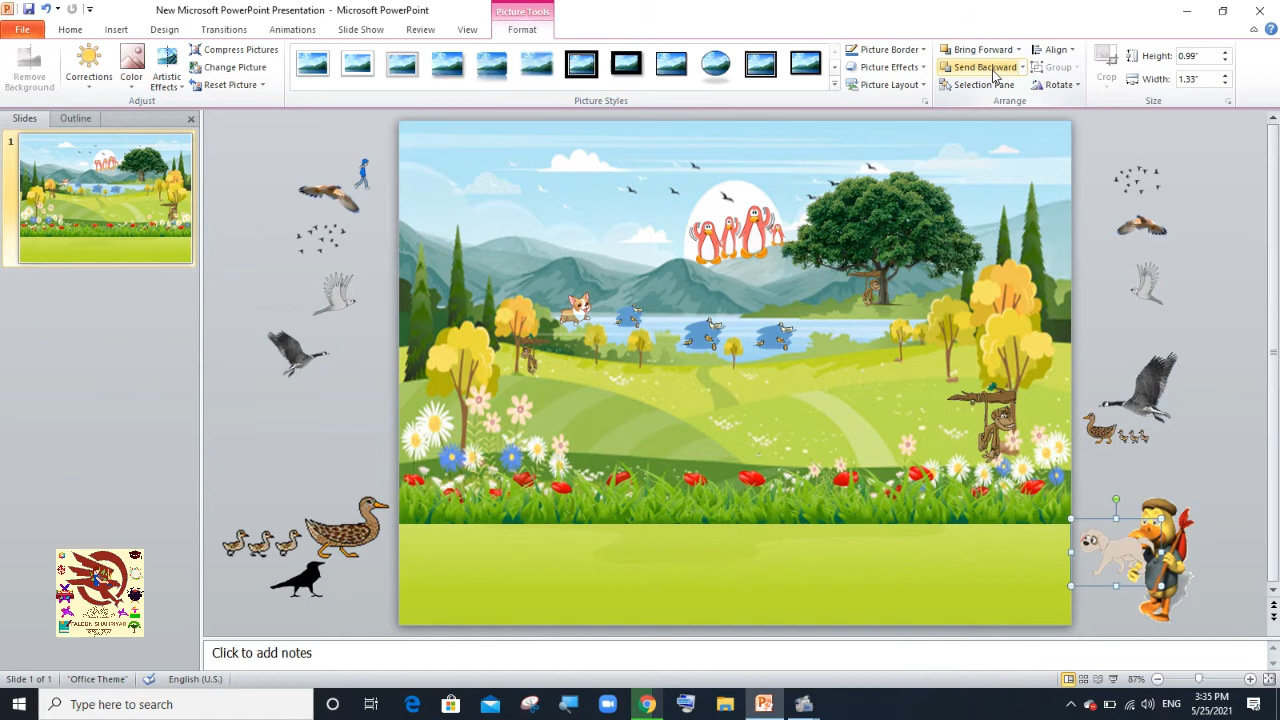 New Microsoft PowerPoint Presentation - Microsoft PowerPoint
Picture Tools
File
Home
Insert
Design
Transitions
Animations
Slide Show
Review
View
Format
Remove
Background
Corrections
Color
Artistic
Effects
Compress Pictures
Change Picture
Reset Picture
Adjust
Picture Styles
Picture Border
Picture Effects
Picture Layout
Bring Forward
Send Backward
Selection Pane
Align
Group
Rotate
Arrange
Crop
Height: 0.99"
Width: 1.33"
Size
Slides
Outline
1
Click to add notes
Slide 1 of 1
"Office Theme"
English (U.S.)
87%
Type here to search
ENG
3:35 PM
5/25/2021